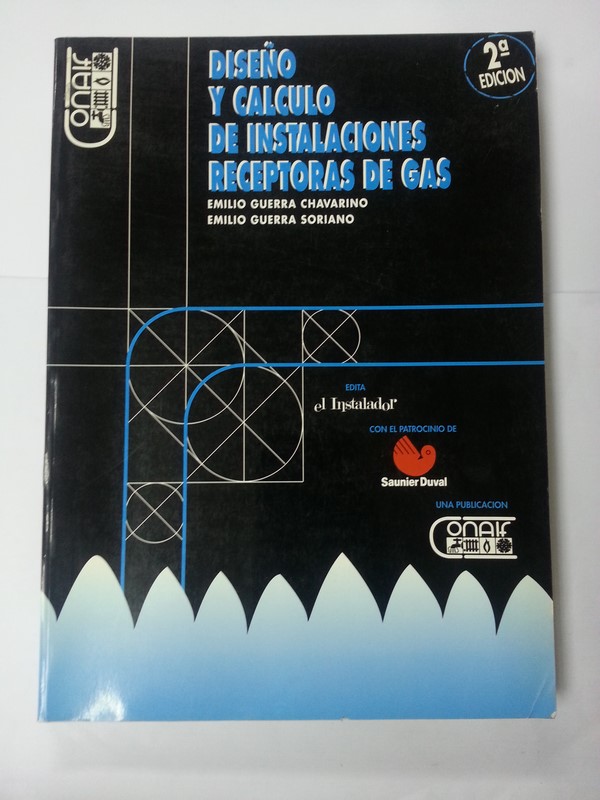 CONAIF
DISEÑO
Y CALCULO
DE INSTALACIONES
RECEPTORAS DE GAS
2ª
EDICION
EMILIO GUERRA CHAVARINO
EMILIO GUERRA SORIANO
EDITA
el Instalador
CON EL PATROCINIO DE
Saunier Duval
UNA PUBLICACION
CONAIF